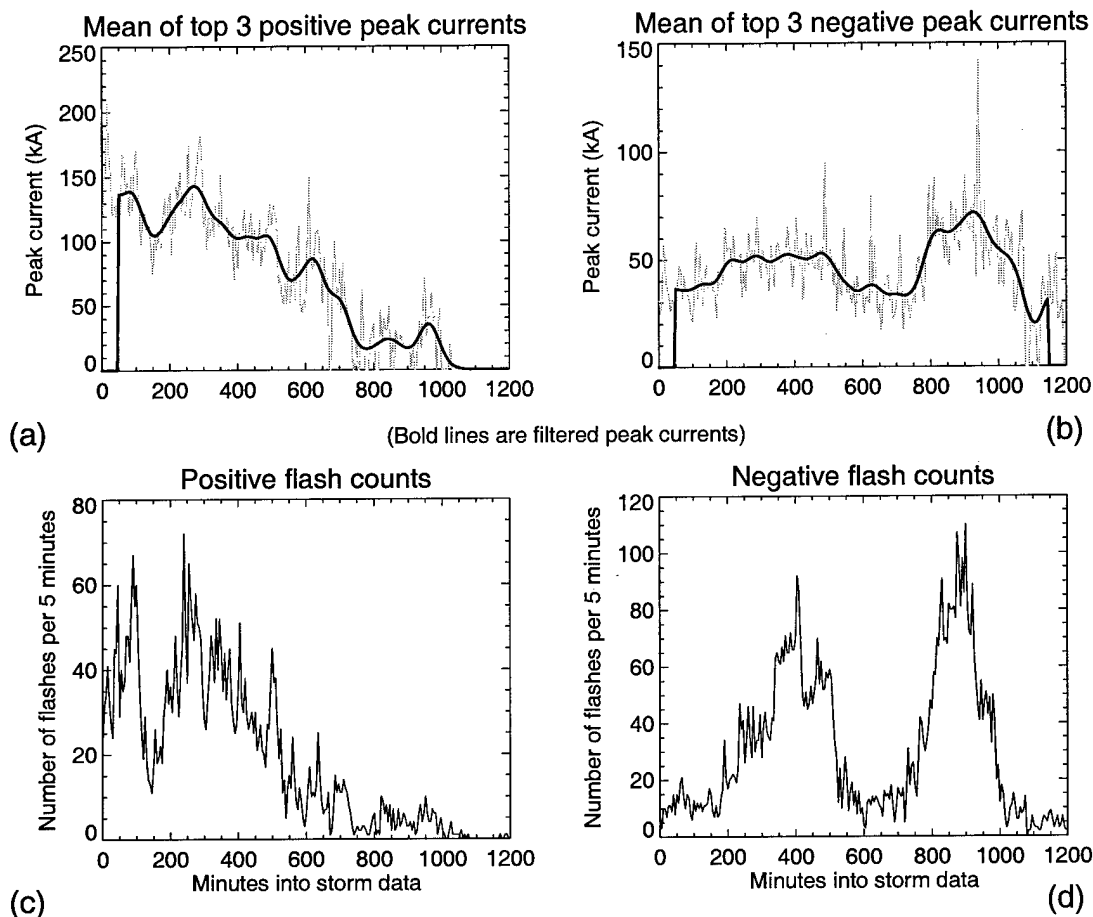 Mean of top 3 positive peak currents
250
200
150
100
50
0
Peak current (kA)
0 200 400 600 800 1000 1200
(a)
Mean of top 3 negative peak currents
150
100
50
0
Peak current (kA)
0 200 400 600 800 1000 1200
(b)
(Bold lines are filtered peak currents)
Positive flash counts
80
60
40
20
0
Number of flashes per 5 minutes
0 200 400 600 800 1000 1200
Minutes into storm data
(c)
Negative flash counts
120
100
80
60
40
20
0
Number of flashes per 5 minutes
0 200 400 600 800 1000 1200
Minutes into storm data
(d)